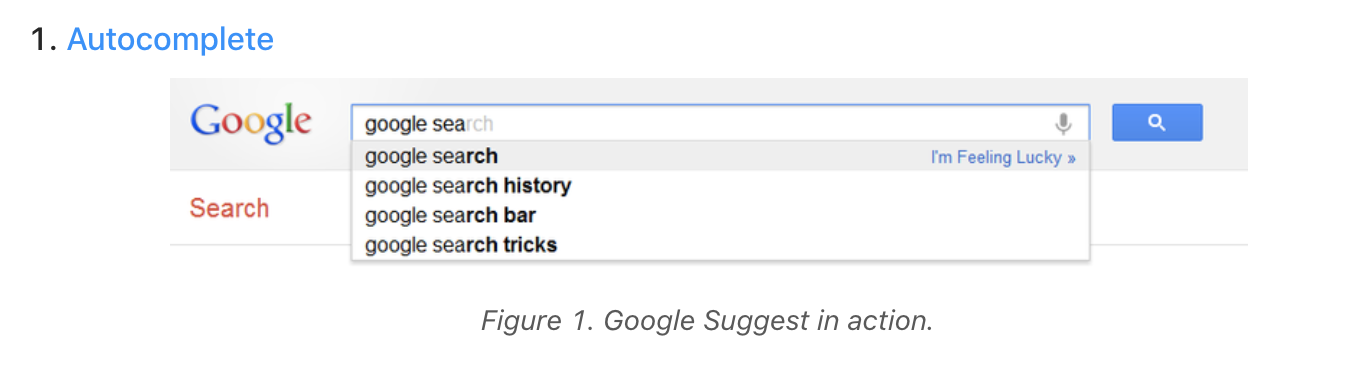 1. Autocomplete
Google
google search
google search I'm Feeling Lucky »
google search history
Search
google search bar
google search tricks
Figure 1. Google Suggest in action.